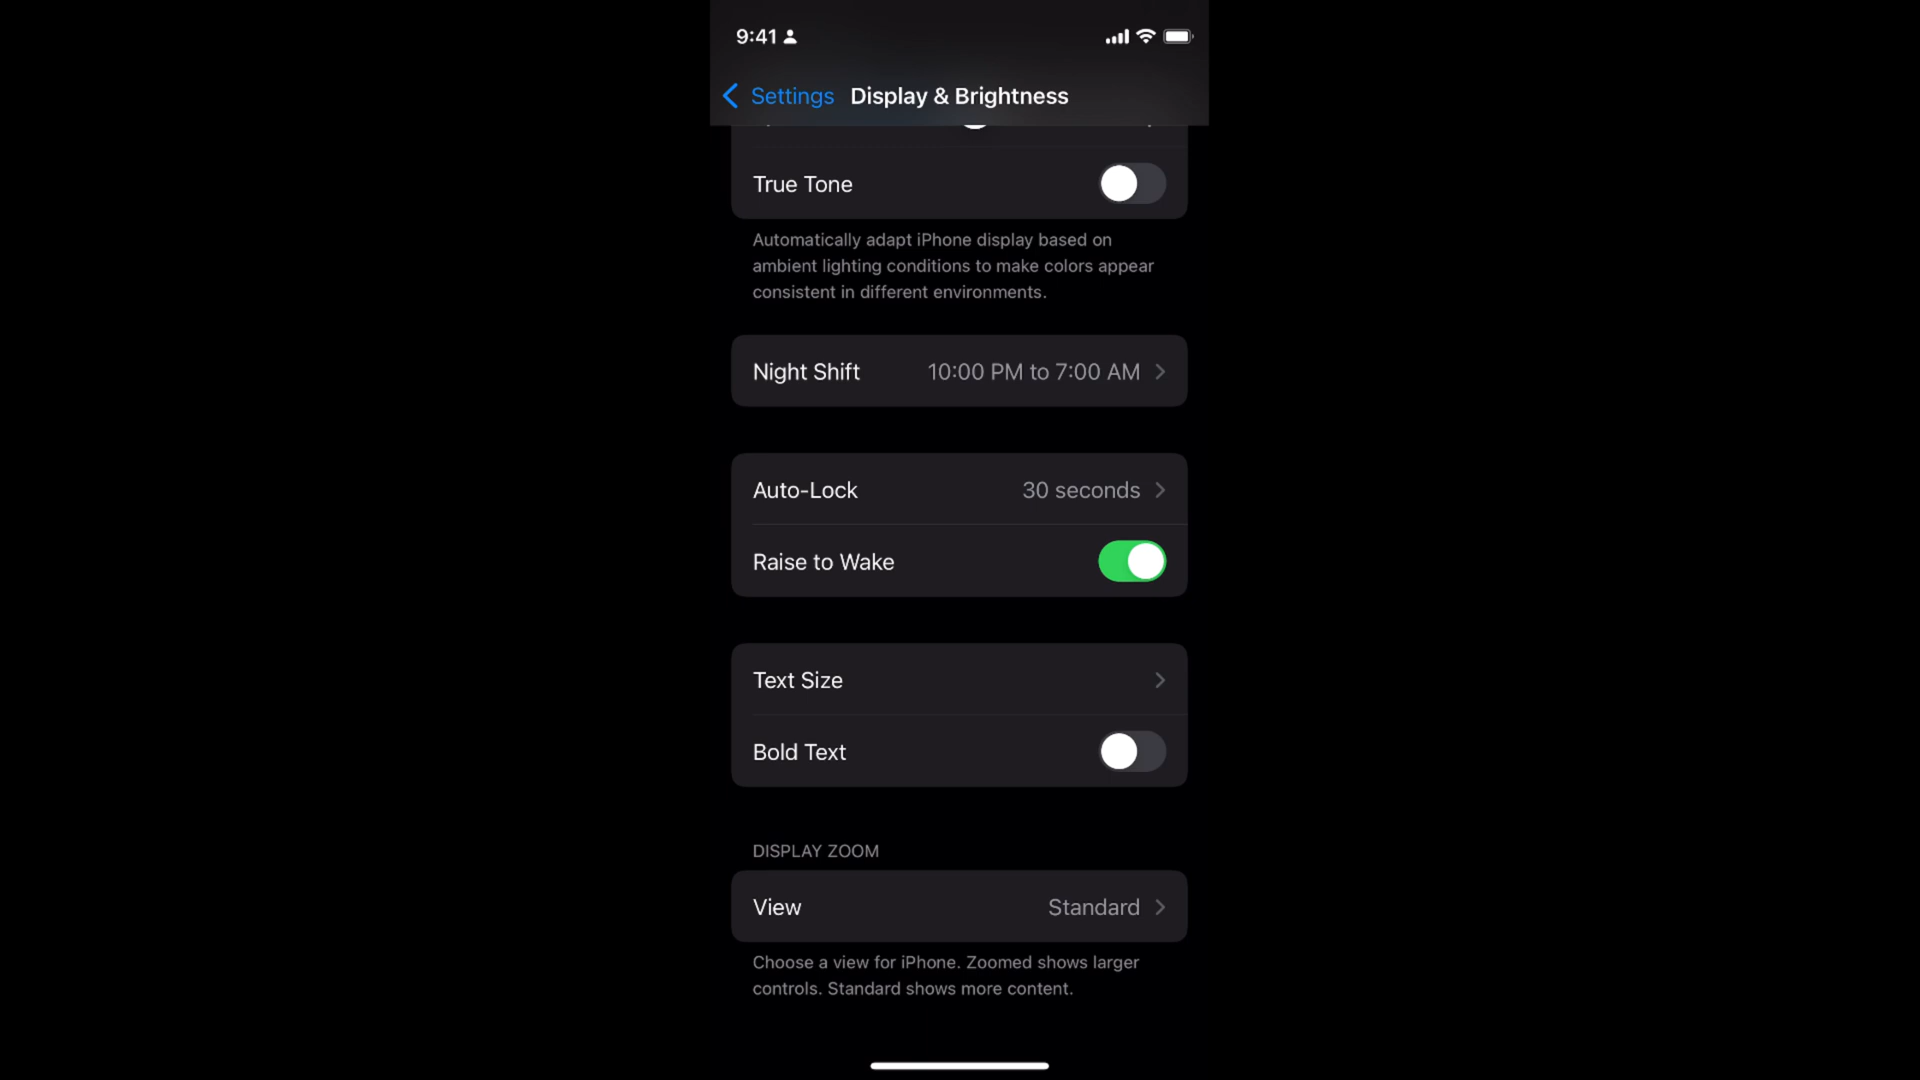 9:41
Settings Display & Brightness
True Tone
Automatically adapt iPhone display based on
ambient lighting conditions to make colors appear
consistent in different environments.
Night Shift 10:00 PM to 7:00 AM
Auto-Lock 30 seconds
Raise to Wake
Text Size
Bold Text
DISPLAY ZOOM
View Standard
Choose a view for iPhone. Zoomed shows larger
controls. Standard shows more content.